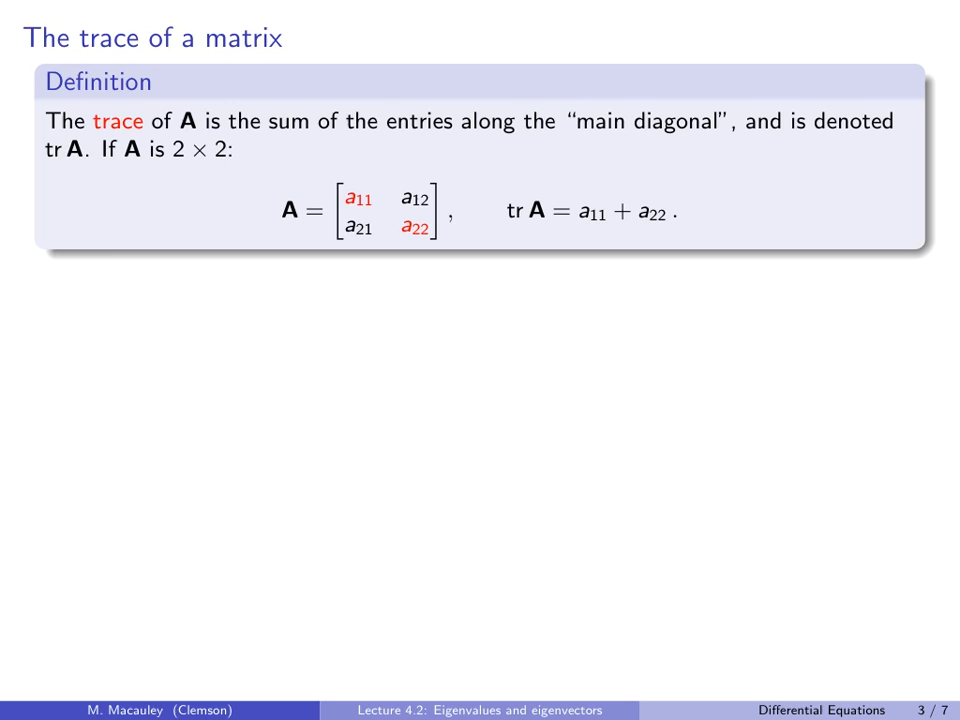 The trace of a matrix
Definition
The trace of A is the sum of the entries along the “main diagonal”, and is denoted
tr A. If A is 2 × 2:
A = [a11 a12
a21 a22], tr A = a11 + a22 .
M. Macauley (Clemson) Lecture 4.2: Eigenvalues and eigenvectors Differential Equations 3 / 7